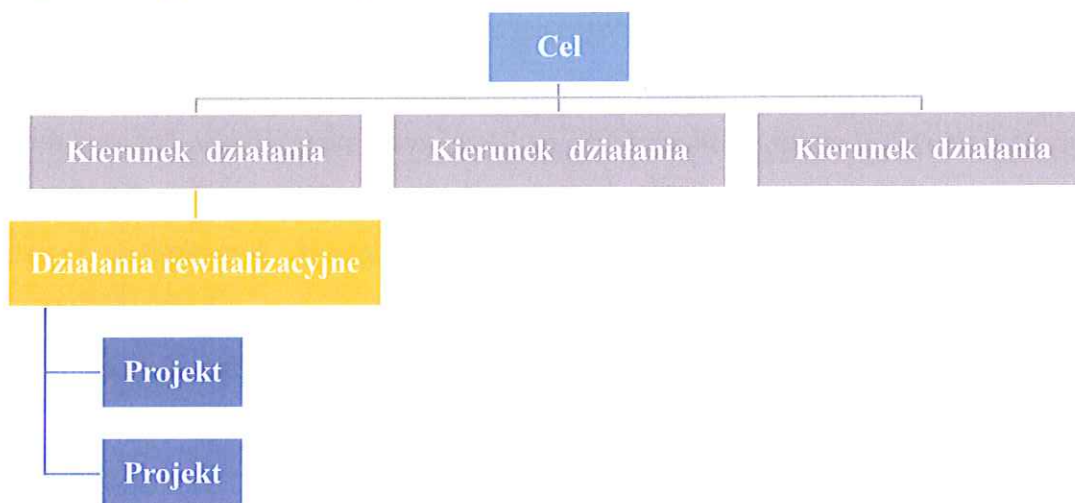 Cel
Kierunek działania
Kierunek działania
Kierunek działania
Działania rewitalizacyjne
Projekt
Projekt